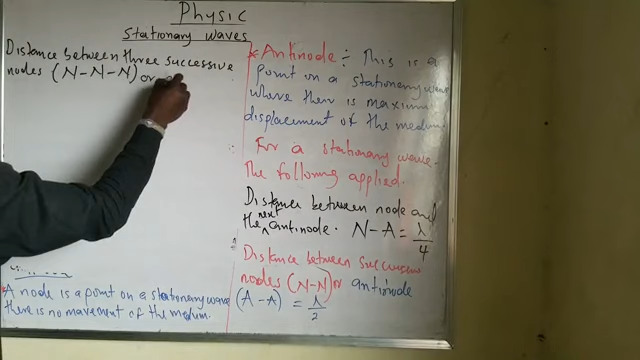 Physic
Stationary waves
Distance between three successive
nodes (N-N-N) or
A node is a point on a stationary wave
there is no movement of the medium.
* Antinode ÷ This is a
point on a stationary wave
where there is maximum
displacement of the medium
For a stationary wave
the following applied.
Distance between node and
the next antinode. N-A = λ/4
Distance between successive
nodes (N-N) or antinode
(A-A) = λ/2